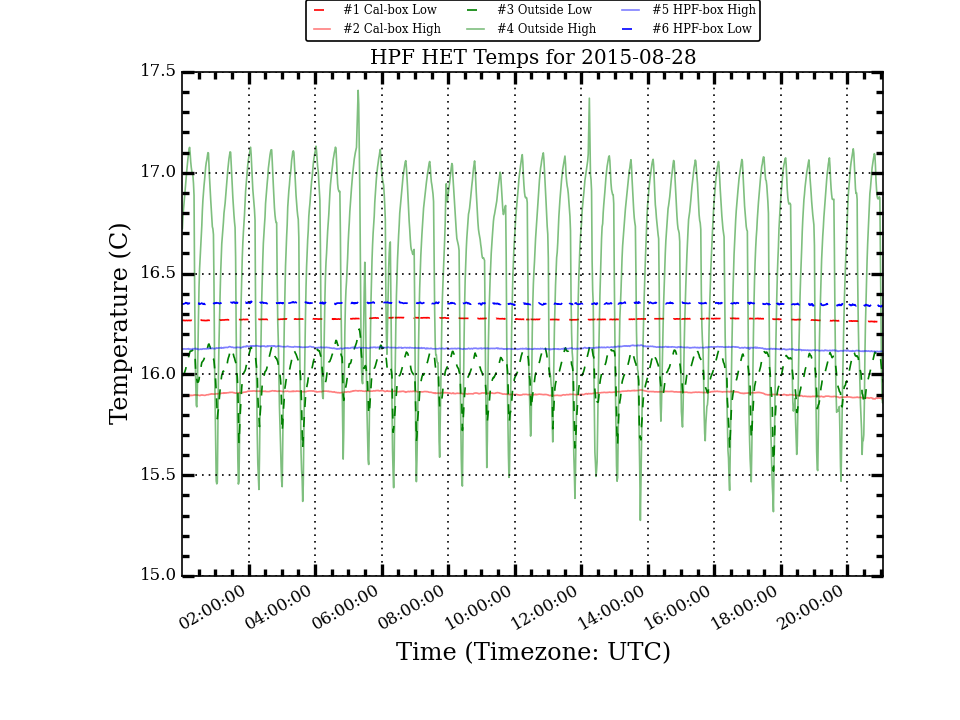 #1 Cal-box Low #3 Outside Low #5 HPF-box High
#2 Cal-box High #4 Outside High #6 HPF-box Low
HPF HET Temps for 2015-08-28
17.5
17.0
16.5
16.0
15.5
15.0
Temperature (C)
02:00:00 04:00:00 06:00:00 08:00:00 10:00:00 12:00:00 14:00:00 16:00:00 18:00:00 20:00:00
Time (Timezone: UTC)